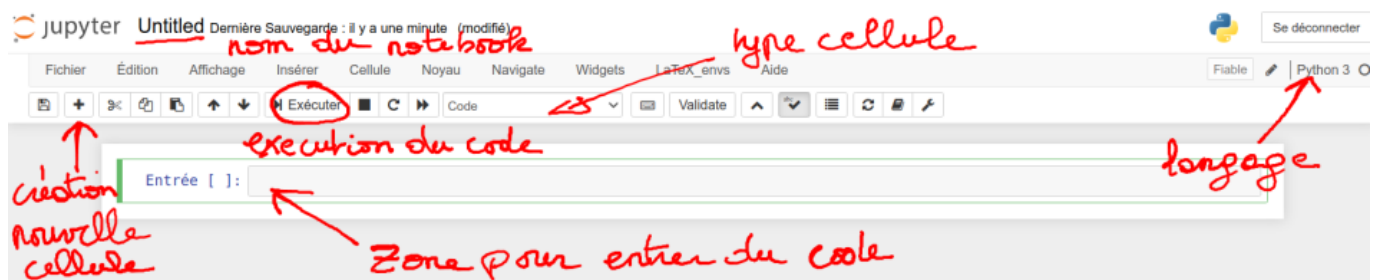 jupyter Untitled Dernière Sauvegarde : il y a une minute (modifié)
Se déconnecter
nom du notebook
type cellule
Fichier Édition Affichage Insérer Cellule Noyau Navigate Widgets LaTeX_envs Aide
Fiable Python 3
Exécuter Code Validate
execution du code
langage
création
nouvelle
cellule
Entrée [ ]:
Zone pour entrer du code